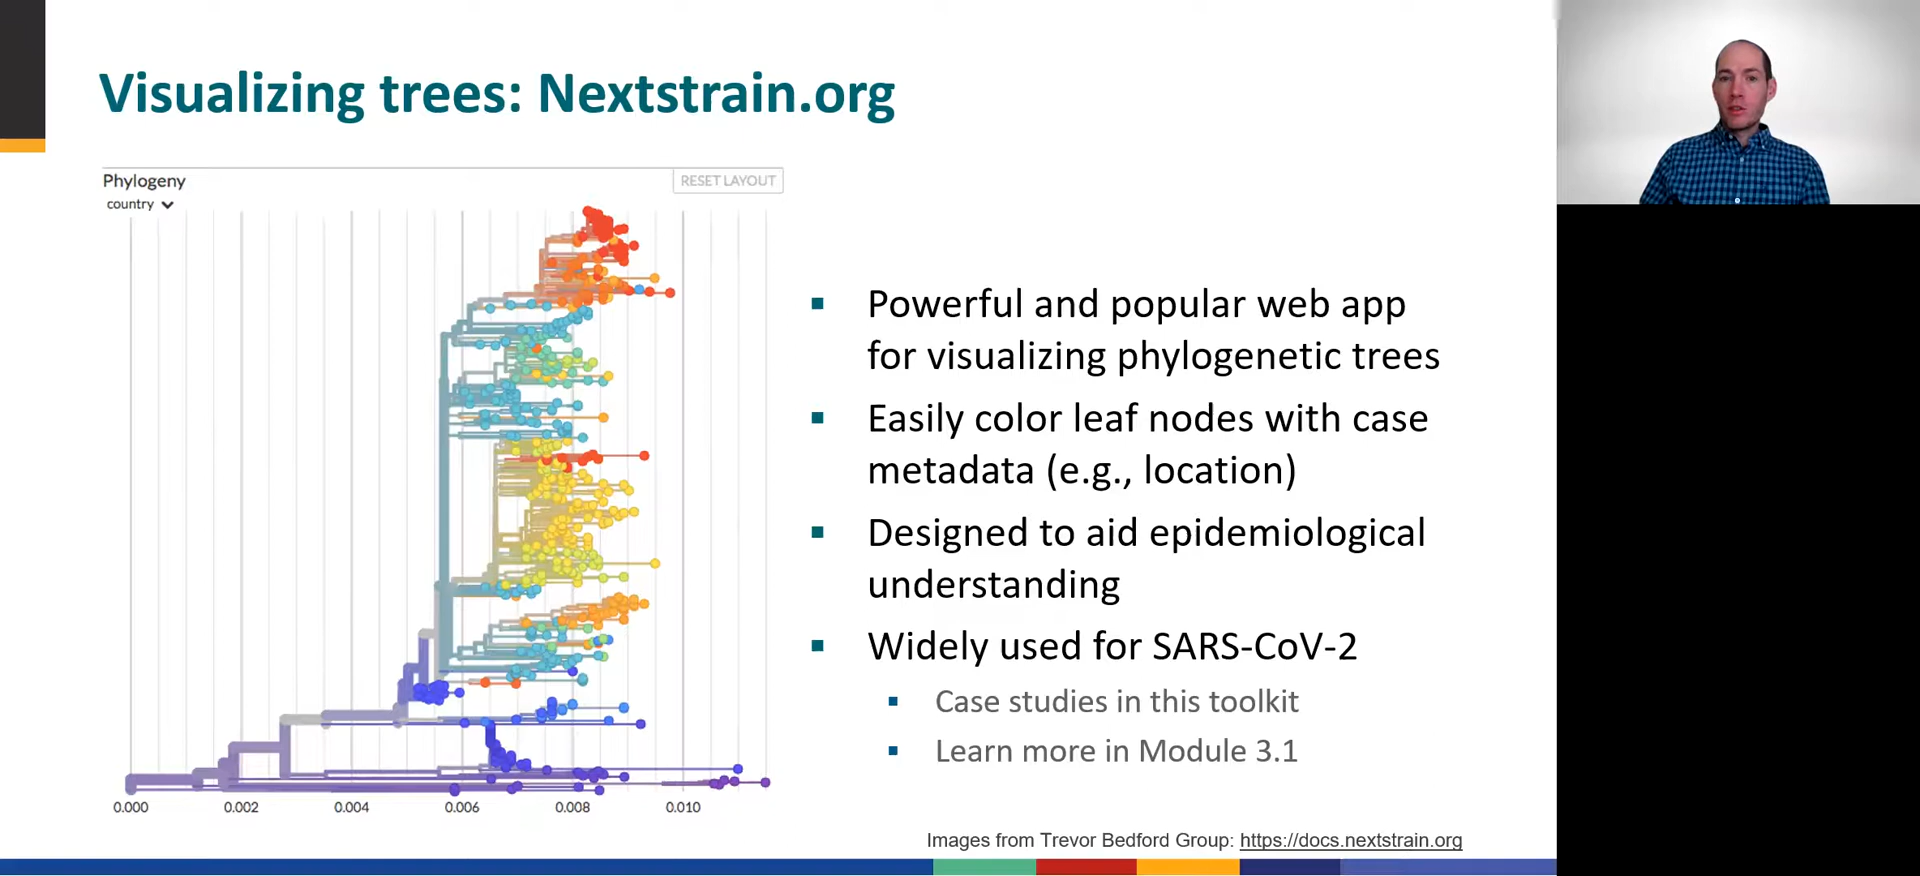 Visualizing trees: Nextstrain.org
Phylogeny
RESET LAYOUT
country
0.000 0.002 0.004 0.006 0.008 0.010
Powerful and popular web app
for visualizing phylogenetic trees
Easily color leaf nodes with case
metadata (e.g., location)
Designed to aid epidemiological
understanding
Widely used for SARS-CoV-2
Case studies in this toolkit
Learn more in Module 3.1
Images from Trevor Bedford Group: https://docs.nextstrain.org